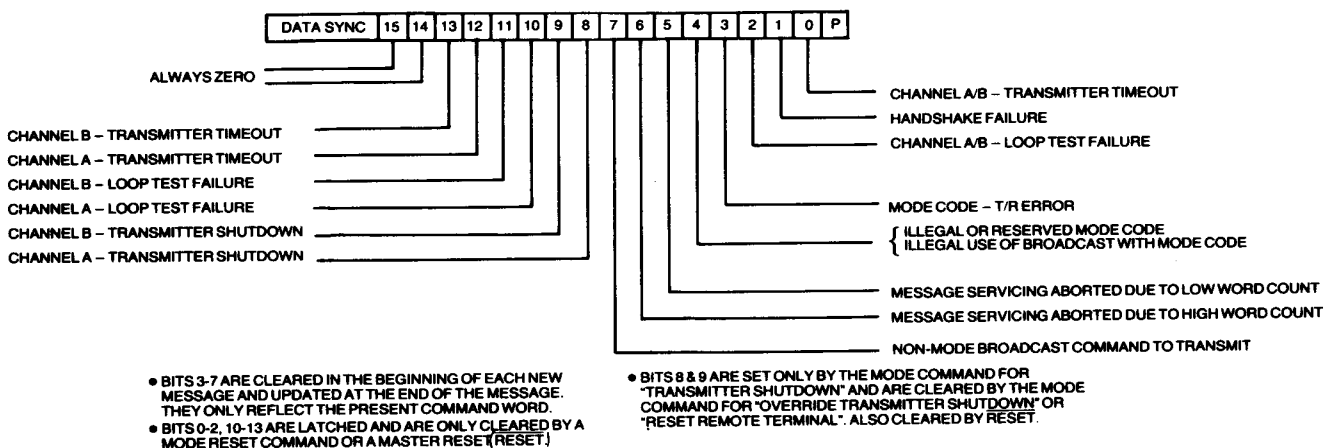 DATA SYNC 15 14 13 12 11 10 9 8 7 6 5 4 3 2 1 0 P
ALWAYS ZERO
CHANNEL B – TRANSMITTER TIMEOUT
CHANNEL A – TRANSMITTER TIMEOUT
CHANNEL B – LOOP TEST FAILURE
CHANNEL A – LOOP TEST FAILURE
CHANNEL B – TRANSMITTER SHUTDOWN
CHANNEL A – TRANSMITTER SHUTDOWN
CHANNEL A/B – TRANSMITTER TIMEOUT
HANDSHAKE FAILURE
CHANNEL A/B – LOOP TEST FAILURE
MODE CODE – T/R ERROR
{ ILLEGAL OR RESERVED MODE CODE
ILLEGAL USE OF BROADCAST WITH MODE CODE
MESSAGE SERVICING ABORTED DUE TO LOW WORD COUNT
MESSAGE SERVICING ABORTED DUE TO HIGH WORD COUNT
NON-MODE BROADCAST COMMAND TO TRANSMIT
• BITS 3-7 ARE CLEARED IN THE BEGINNING OF EACH NEW
MESSAGE AND UPDATED AT THE END OF THE MESSAGE.
THEY ONLY REFLECT THE PRESENT COMMAND WORD.
• BITS 0-2, 10-13 ARE LATCHED AND ARE ONLY CLEARED BY A
MODE RESET COMMAND OR A MASTER RESET (RESET.)
• BITS 8 & 9 ARE SET ONLY BY THE MODE COMMAND FOR
"TRANSMITTER SHUTDOWN" AND ARE CLEARED BY THE MODE
COMMAND FOR "OVERRIDE TRANSMITTER SHUTDOWN" OR
"RESET REMOTE TERMINAL". ALSO CLEARED BY RESET.